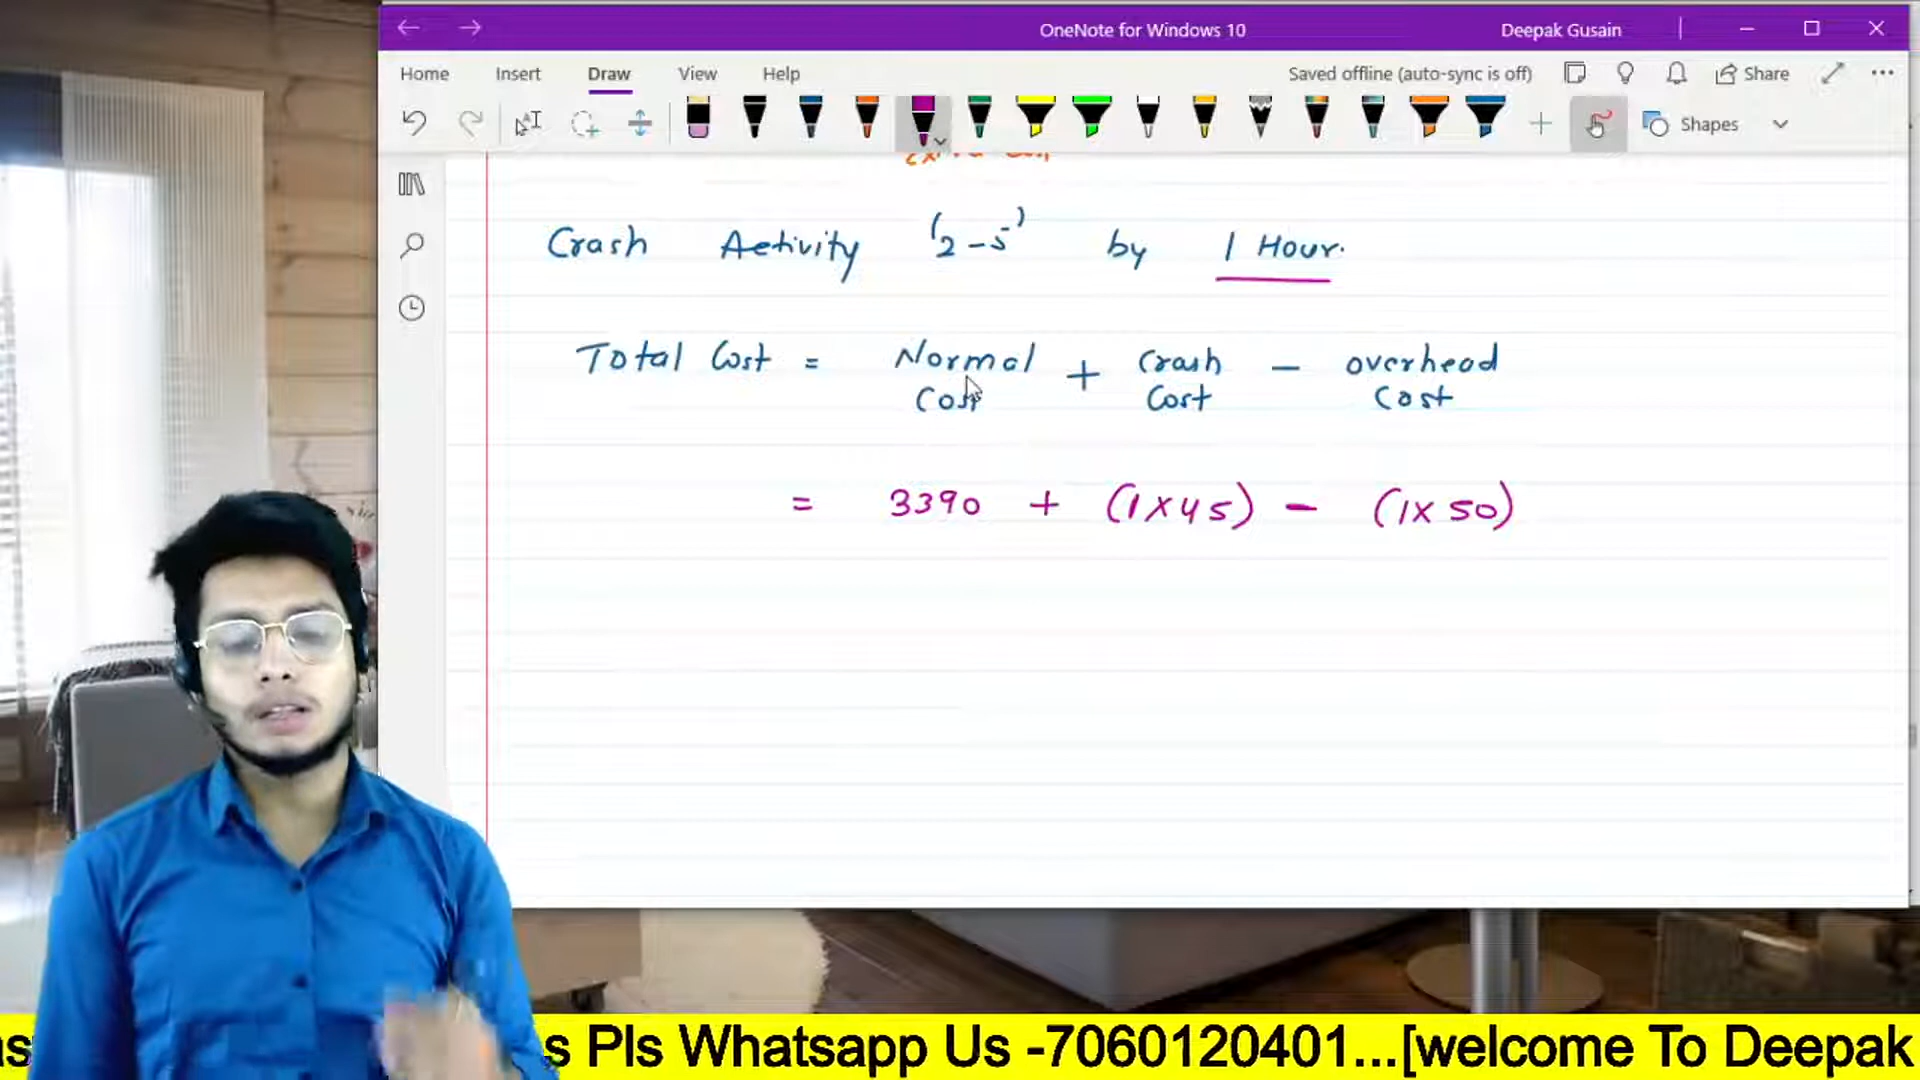 OneNote for Windows 10 Deepak Gusain
Home Insert Draw View Help Saved offline (auto-sync is off) Share
Shapes
Crash Activity (2-5) by 1 Hour.
Total Cost = Normal Cost + Crash Cost - overhead Cost
= 3390 + (1 X 45) - (1 X 50)
s Pls Whatsapp Us -7060120401...[welcome To Deepak